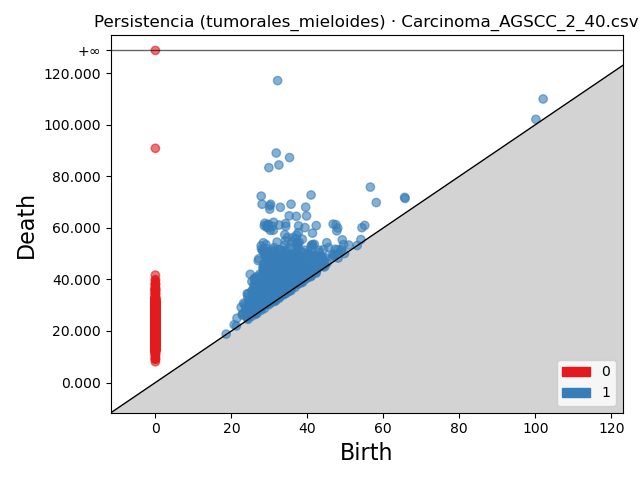 Persistencia (tumorales_mieloides) · Carcinoma_AGSCC_2_40.csv
+∞
120.000
100.000
80.000
60.000
40.000
20.000
0.000
Death
0
1
0 20 40 60 80 100 120
Birth